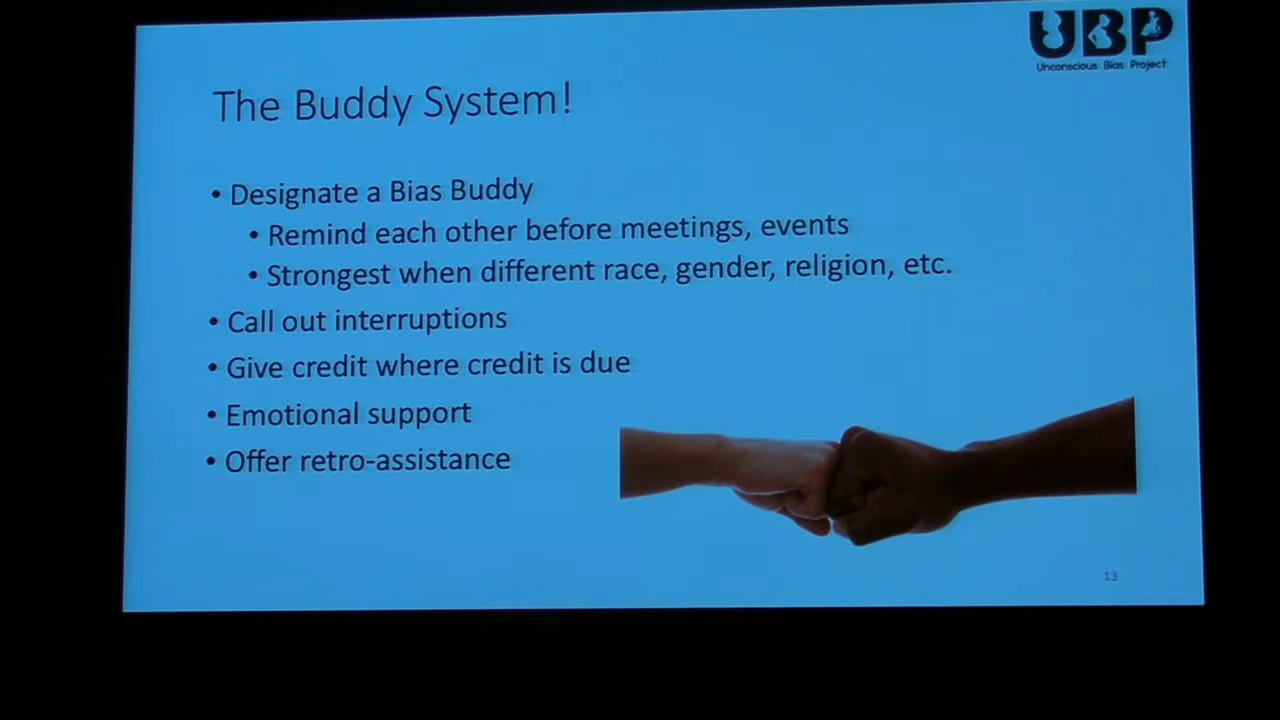 UBP
Unconscious Bias Project
The Buddy System!
• Designate a Bias Buddy
• Remind each other before meetings, events
• Strongest when different race, gender, religion, etc.
• Call out interruptions
• Give credit where credit is due
• Emotional support
• Offer retro-assistance
13